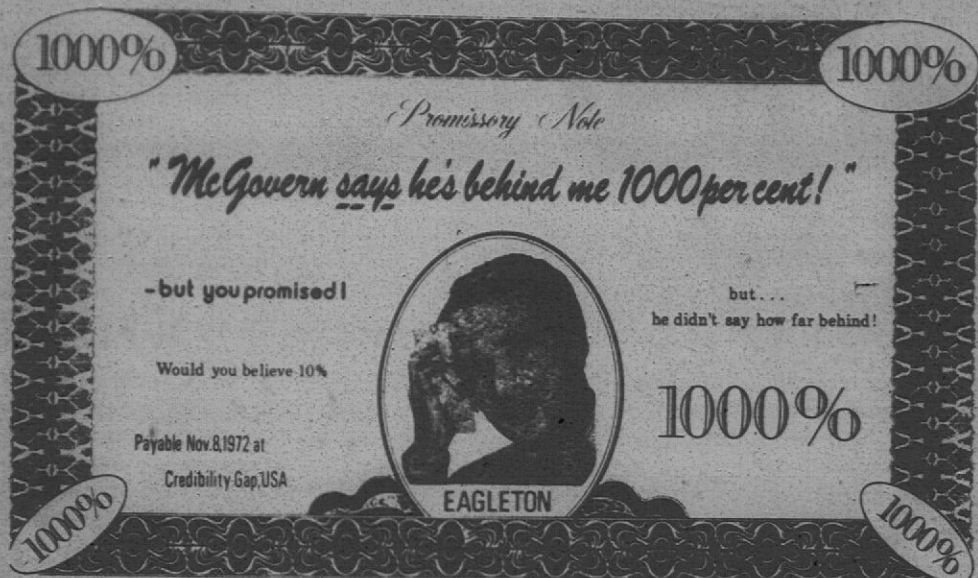 1000%
1000%
Promissory Note
"McGovern says he's behind me 1000 per cent!"
-but you promised!
but...
he didn't say how far behind!
Would you believe 10%
1000%
Payable Nov. 8, 1972 at
Credibility Gap, USA
EAGLETON
1000%
1000%